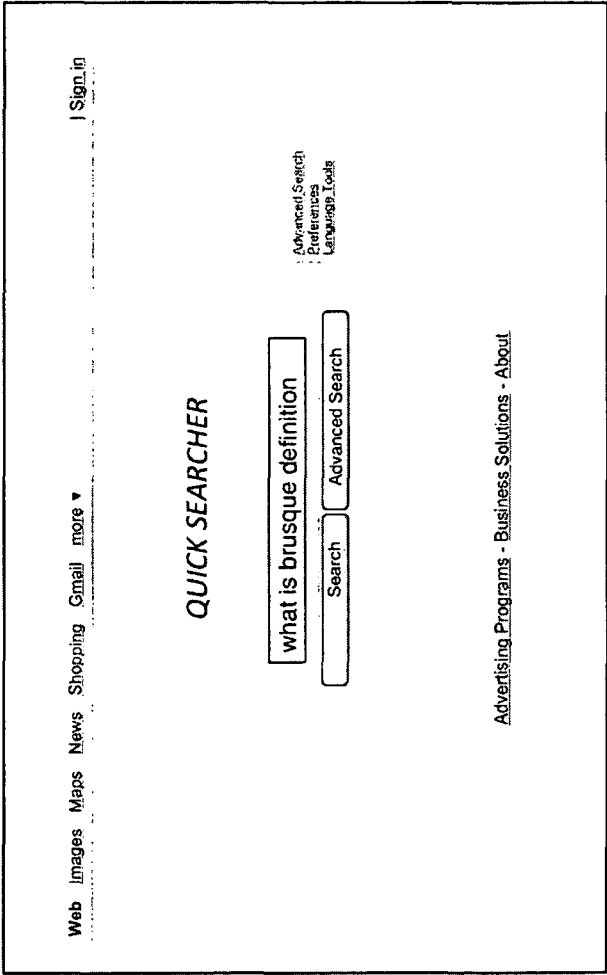 Web Images Maps News Shopping Gmail more ▼ | Sign in
QUICK SEARCHER
what is brusque definition
Advanced Search
Preferences
Language Tools
Search Advanced Search
Advertising Programs - Business Solutions - About